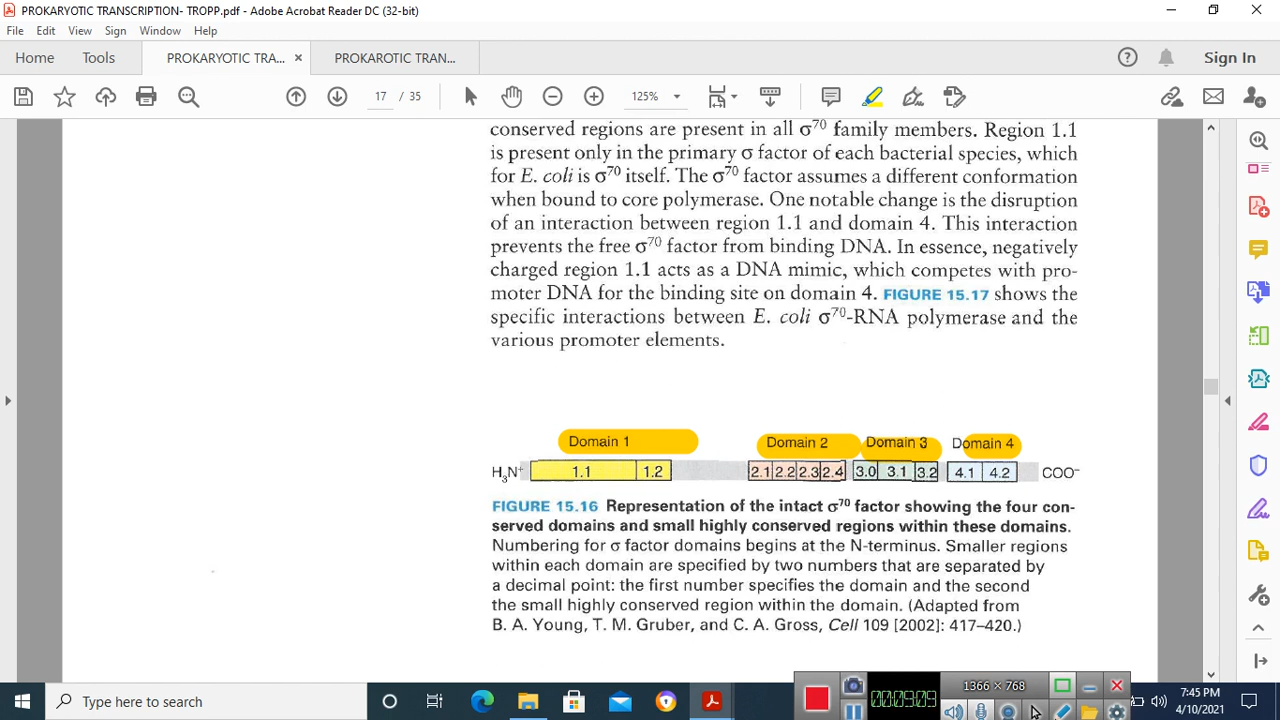 PROKARYOTIC TRANSCRIPTION- TROPP.pdf - Adobe Acrobat Reader DC (32-bit)
File Edit View Sign Window Help
Home Tools PROKARYOTIC TRA... × PROKAROTIC TRAN... Sign In
17 / 35 125%
conserved regions are present in all σ⁷⁰ family members. Region 1.1
is present only in the primary σ factor of each bacterial species, which
for E. coli is σ⁷⁰ itself. The σ⁷⁰ factor assumes a different conformation
when bound to core polymerase. One notable change is the disruption
of an interaction between region 1.1 and domain 4. This interaction
prevents the free σ⁷⁰ factor from binding DNA. In essence, negatively
charged region 1.1 acts as a DNA mimic, which competes with pro-
moter DNA for the binding site on domain 4. FIGURE 15.17 shows the
specific interactions between E. coli σ⁷⁰-RNA polymerase and the
various promoter elements.
Domain 1 Domain 2 Domain 3 Domain 4
H₃N⁺ 1.1 1.2 2.1 2.2 2.3 2.4 3.0 3.1 3.2 4.1 4.2 COO⁻
FIGURE 15.16 Representation of the intact σ⁷⁰ factor showing the four con-
served domains and small highly conserved regions within these domains.
Numbering for σ factor domains begins at the N-terminus. Smaller regions
within each domain are specified by two numbers that are separated by
a decimal point: the first number specifies the domain and the second
the small highly conserved region within the domain. (Adapted from
B. A. Young, T. M. Gruber, and C. A. Gross, Cell 109 [2002]: 417–420.)
1366 × 768
00:09:09
Type here to search
7:45 PM
4/10/2021